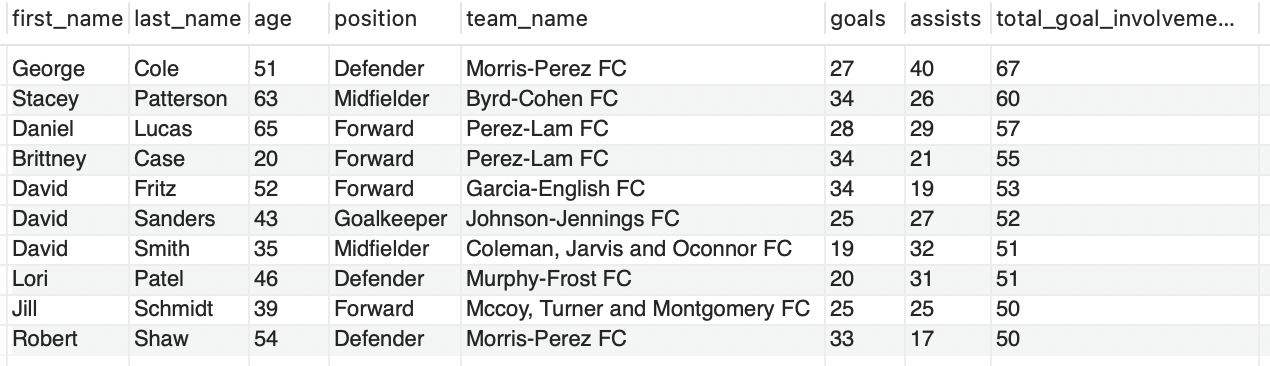 first_name last_name age position team_name goals assists total_goal_involveme...
George Cole 51 Defender Morris-Perez FC 27 40 67
Stacey Patterson 63 Midfielder Byrd-Cohen FC 34 26 60
Daniel Lucas 65 Forward Perez-Lam FC 28 29 57
Brittney Case 20 Forward Perez-Lam FC 34 21 55
David Fritz 52 Forward Garcia-English FC 34 19 53
David Sanders 43 Goalkeeper Johnson-Jennings FC 25 27 52
David Smith 35 Midfielder Coleman, Jarvis and Oconnor FC 19 32 51
Lori Patel 46 Defender Murphy-Frost FC 20 31 51
Jill Schmidt 39 Forward Mccoy, Turner and Montgomery FC 25 25 50
Robert Shaw 54 Defender Morris-Perez FC 33 17 50